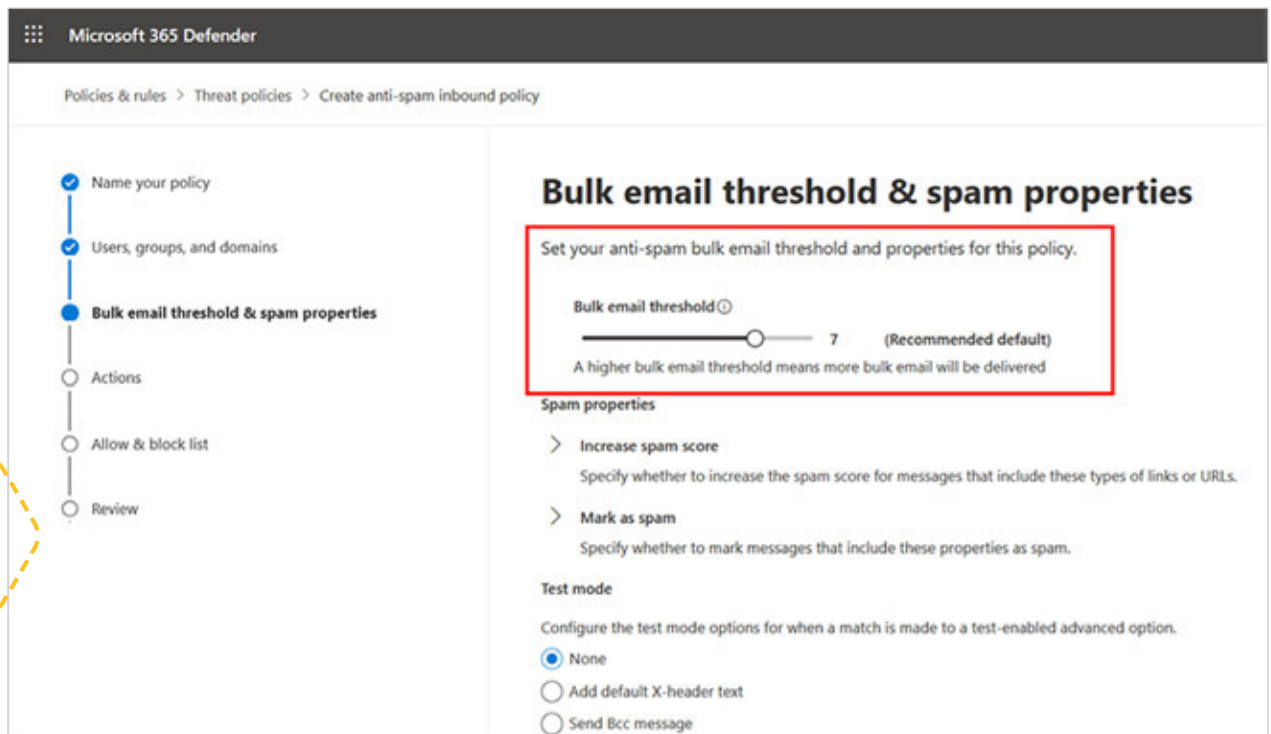 Microsoft 365 Defender
Policies & rules > Threat policies > Create anti-spam inbound policy
Name your policy
Users, groups, and domains
Bulk email threshold & spam properties
Actions
Allow & block list
Review
Bulk email threshold & spam properties
Set your anti-spam bulk email threshold and properties for this policy.
Bulk email threshold
7 (Recommended default)
A higher bulk email threshold means more bulk email will be delivered
Spam properties
Increase spam score
Specify whether to increase the spam score for messages that include these types of links or URLs.
Mark as spam
Specify whether to mark messages that include these properties as spam.
Test mode
Configure the test mode options for when a match is made to a test-enabled advanced option.
None
Add default X-header text
Send Bcc message